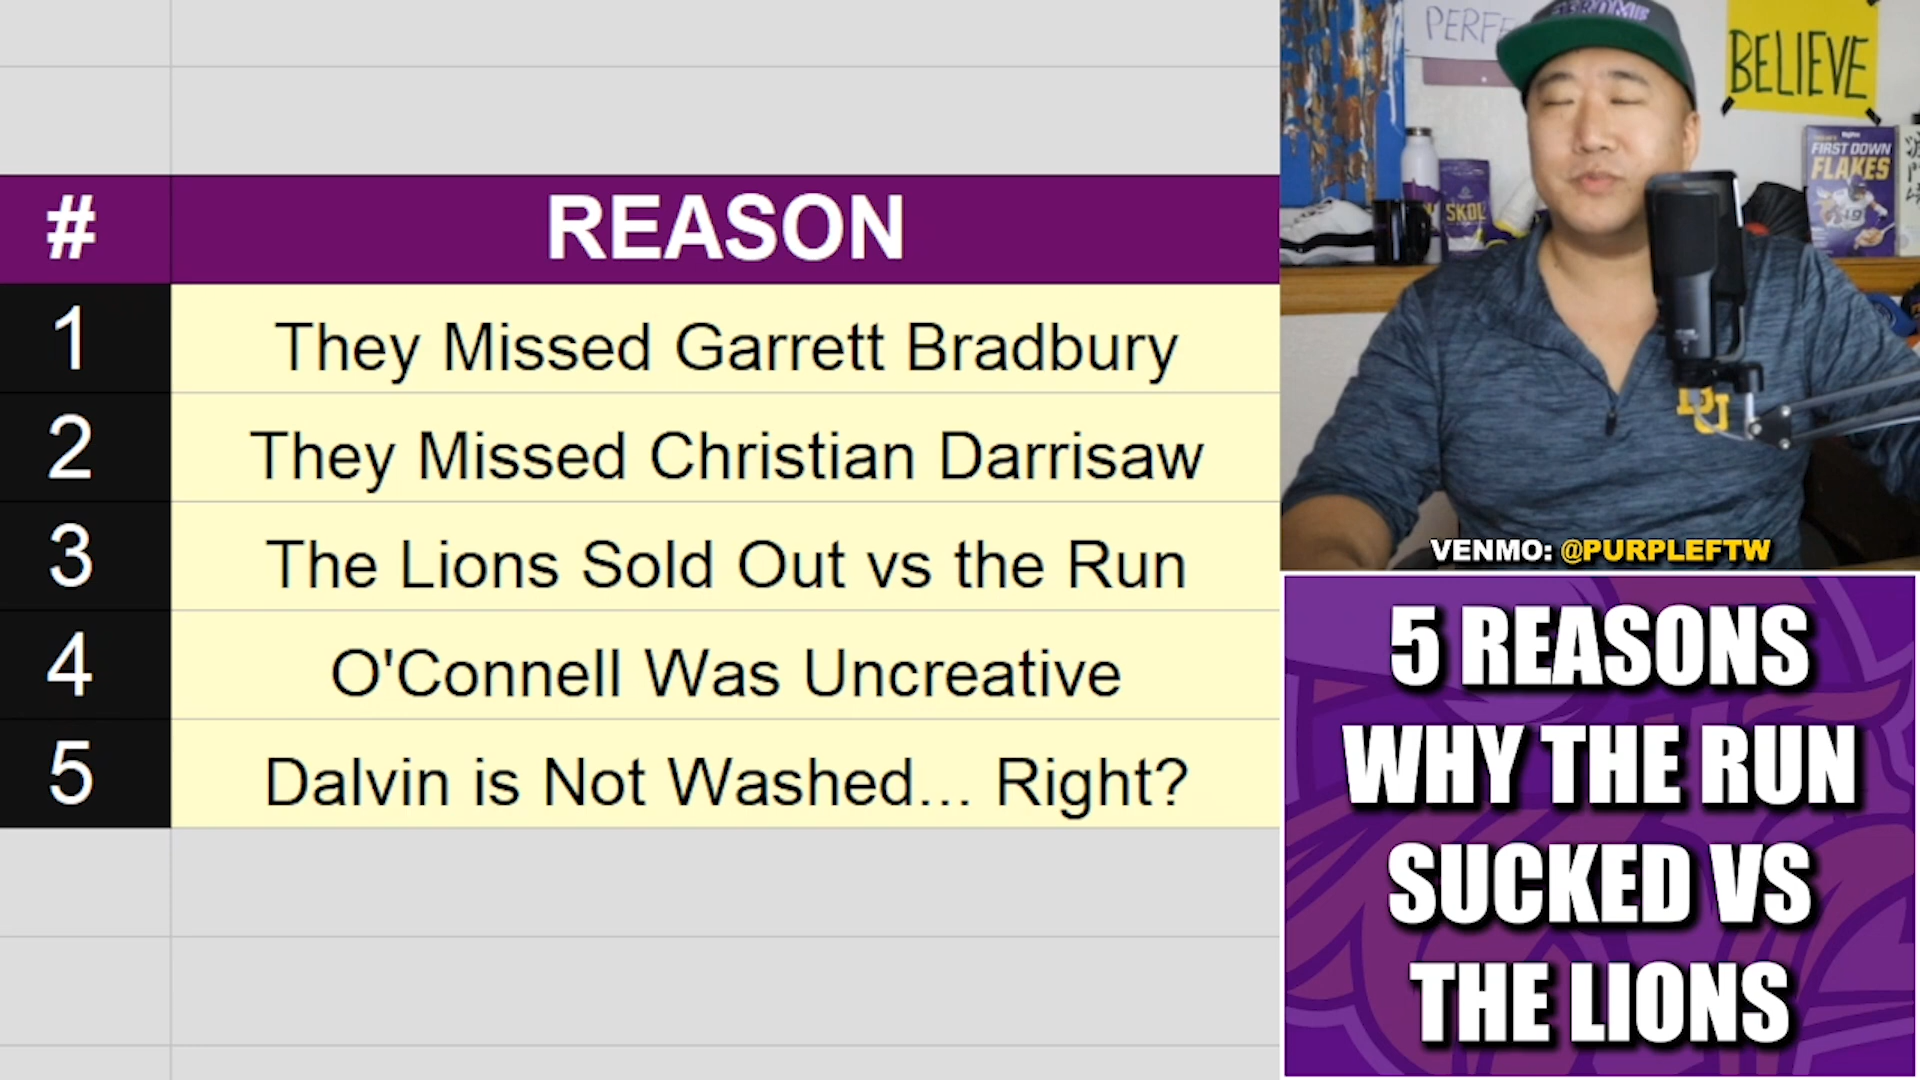 #
REASON
1
They Missed Garrett Bradbury
2
They Missed Christian Darrisaw
3
The Lions Sold Out vs the Run
4
O'Connell Was Uncreative
5
Dalvin is Not Washed... Right?
BELIEVE
FIRST DOWN
FLAKES
SKOL
VENMO: @PURPLEFTW
5 REASONS
WHY THE RUN
SUCKED VS
THE LIONS